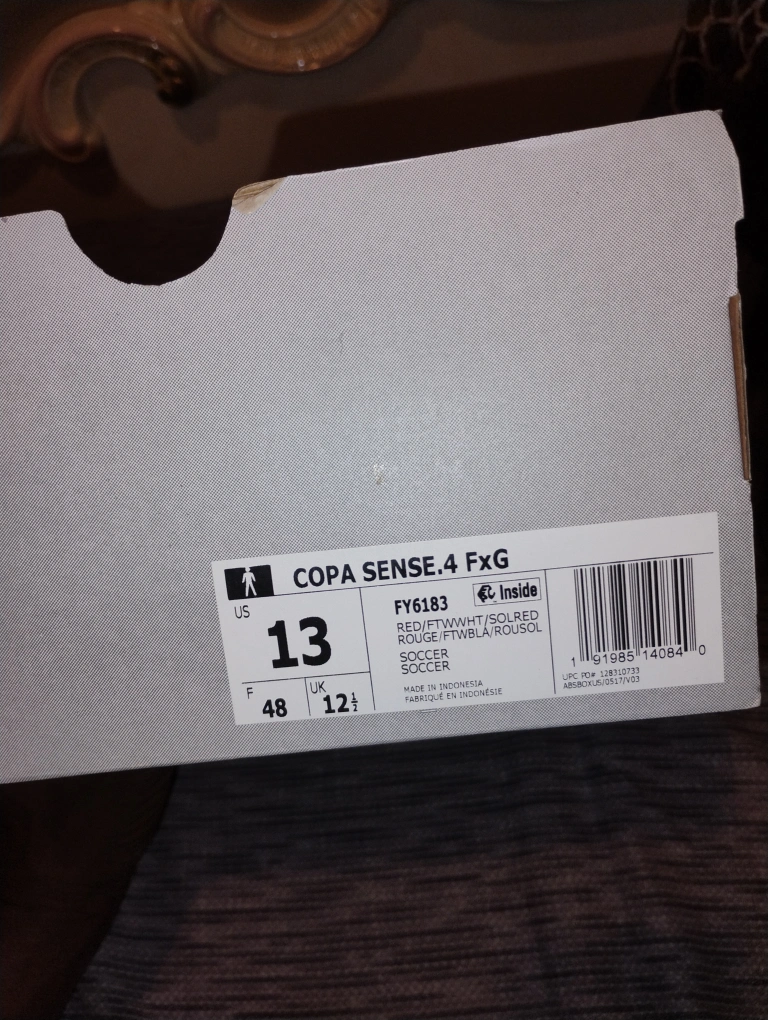 COPA SENSE.4 FxG
US
13
F
48
UK
12½
FY6183
Inside
RED/FTWWHT/SOLRED
ROUGE/FTWBLA/ROUSOL
SOCCER
SOCCER
MADE IN INDONESIA
FABRIQUÉ EN INDONÉSIE
1 91985 14084 0
UPC PO# 128310733
ABSBOXUS/0517/V03